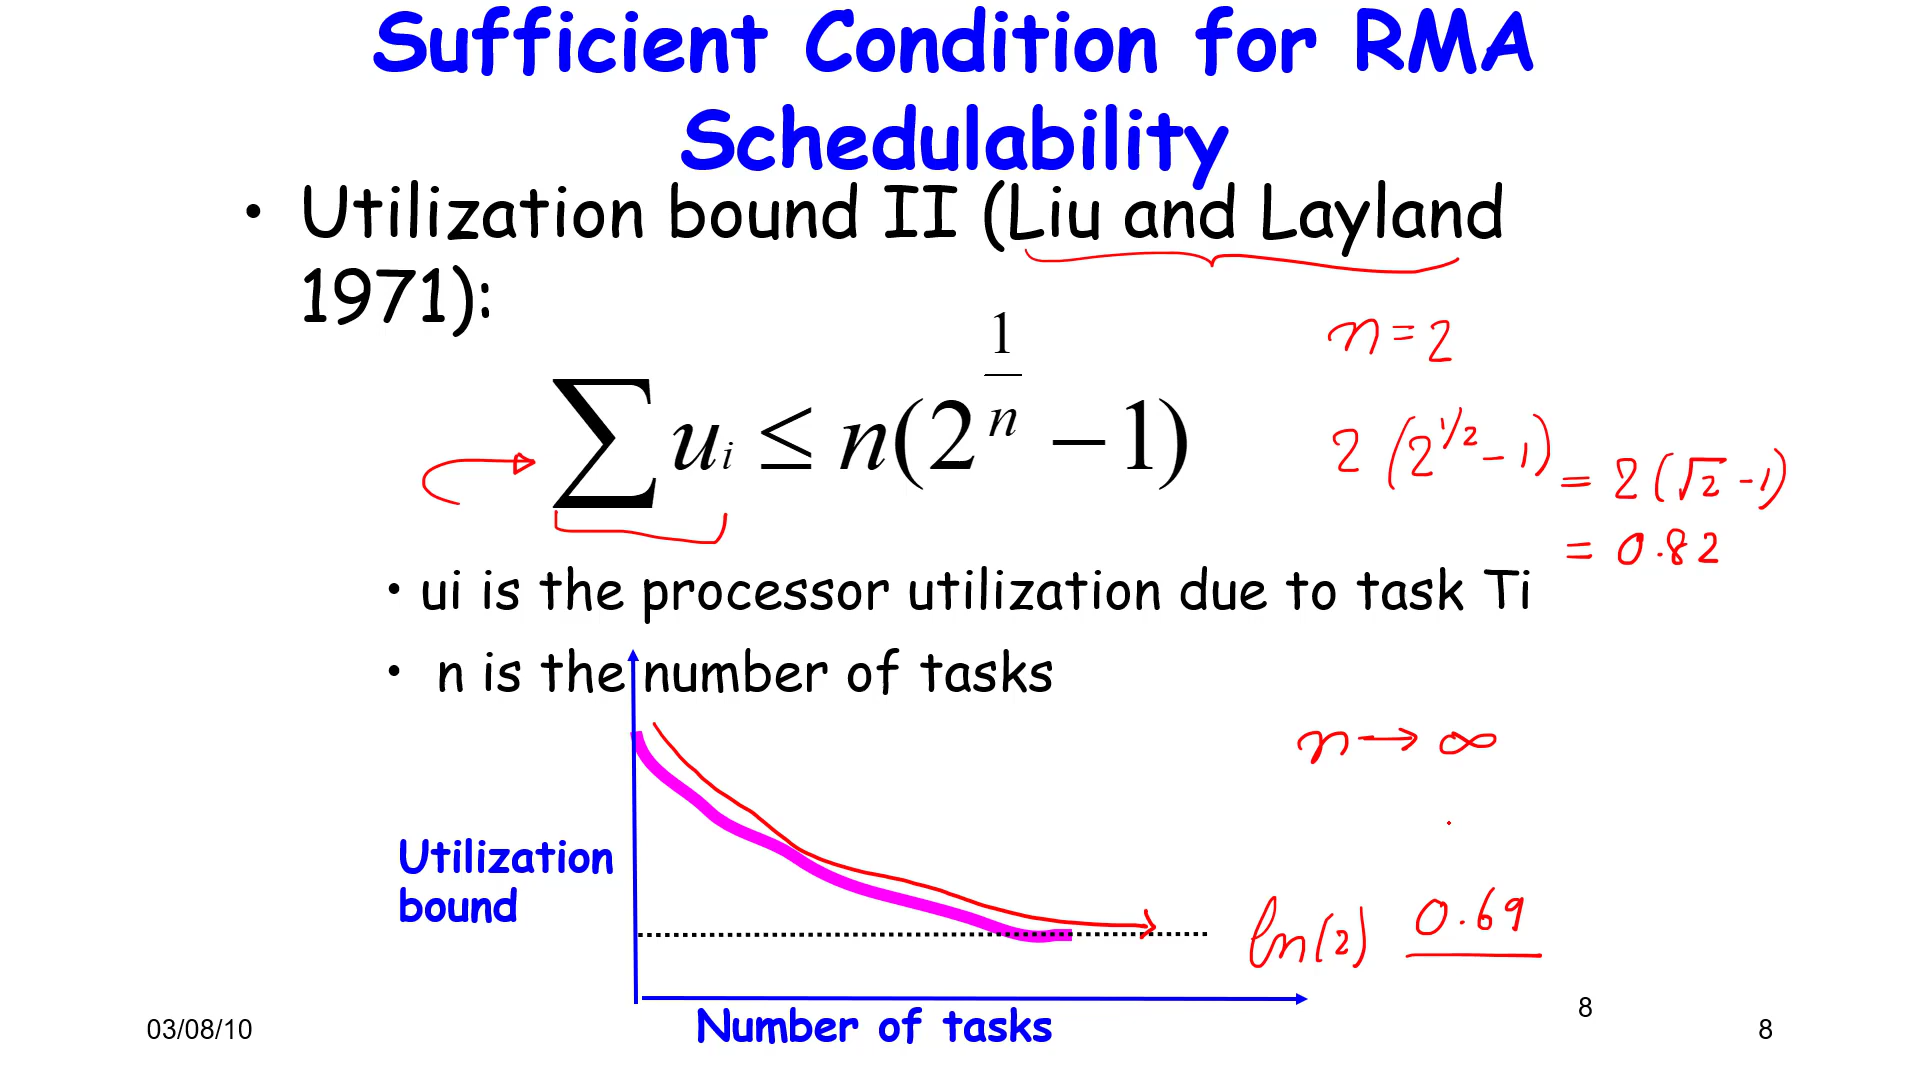 Sufficient Condition for RMA
Schedulability
• Utilization bound II (Liu and Layland
1971):
∑ uᵢ ≤ n(2^(1/n) − 1)
n = 2
2 (2^(1/2) - 1) = 2 (√2 - 1)
= 0.82
• ui is the processor utilization due to task Ti
• n is the number of tasks
n → ∞
Utilization
bound
ln(2) 0.69
Number of tasks
03/08/10
8
8